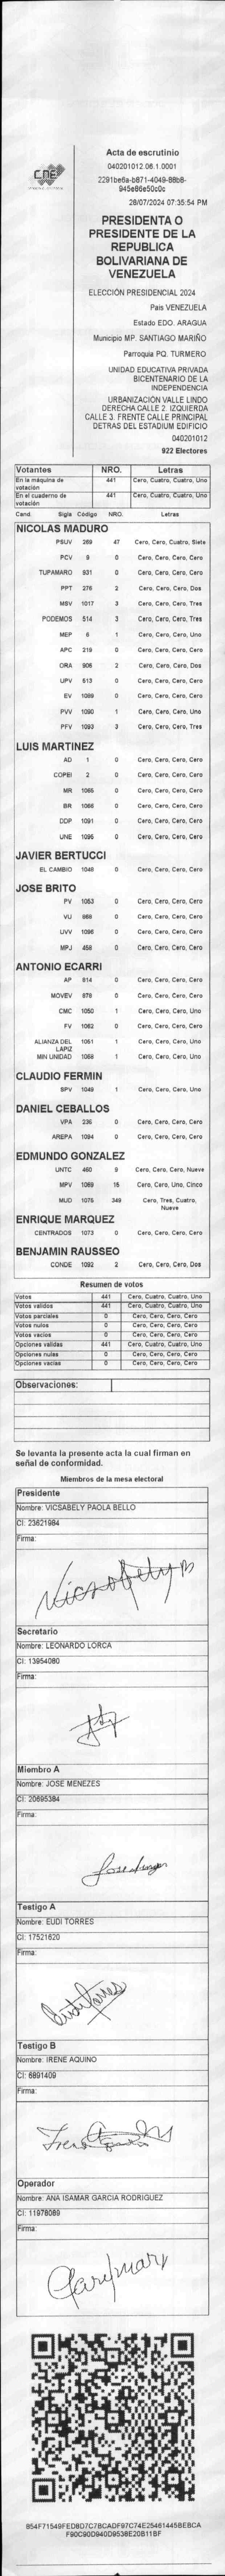 CNE
Acta de escrutinio
040201012.06.1.0001
2291be6a-b871-4049-88b8-
945e86e50c0c
28/07/2024 07:35:54 PM
PRESIDENTA O
PRESIDENTE DE LA
REPUBLICA
BOLIVARIANA DE
VENEZUELA
ELECCIÓN PRESIDENCIAL 2024
País VENEZUELA
Estado EDO. ARAGUA
Municipio MP. SANTIAGO MARIÑO
Parroquia PQ. TURMERO
UNIDAD EDUCATIVA PRIVADA
BICENTENARIO DE LA
INDEPENDENCIA
URBANIZACIÓN VALLE LINDO
DERECHA CALLE 2. IZQUIERDA
CALLE 3. FRENTE CALLE PRINCIPAL
DETRAS DEL ESTADIUM EDIFICIO
040201012
922 Electores
Votantes NRO. Letras
En la máquina de votación 441 Cero, Cuatro, Cuatro, Uno
En el cuaderno de votación 441 Cero, Cuatro, Cuatro, Uno
Cand. Sigla Código NRO. Letras
NICOLAS MADURO
PSUV 269 47 Cero, Cero, Cuatro, Siete
PCV 9 0 Cero, Cero, Cero, Cero
TUPAMARO 931 0 Cero, Cero, Cero, Cero
PPT 276 2 Cero, Cero, Cero, Dos
MSV 1017 3 Cero, Cero, Cero, Tres
PODEMOS 514 3 Cero, Cero, Cero, Tres
MEP 6 1 Cero, Cero, Cero, Uno
APC 219 0 Cero, Cero, Cero, Cero
ORA 906 2 Cero, Cero, Cero, Dos
UPV 513 0 Cero, Cero, Cero, Cero
EV 1089 0 Cero, Cero, Cero, Cero
PVV 1090 1 Cero, Cero, Cero, Uno
PFV 1093 3 Cero, Cero, Cero, Tres
LUIS MARTINEZ
AD 1 0 Cero, Cero, Cero, Cero
COPEI 2 0 Cero, Cero, Cero, Cero
MR 1065 0 Cero, Cero, Cero, Cero
BR 1066 0 Cero, Cero, Cero, Cero
DDP 1091 0 Cero, Cero, Cero, Cero
UNE 1095 0 Cero, Cero, Cero, Cero
JAVIER BERTUCCI
EL CAMBIO 1048 0 Cero, Cero, Cero, Cero
JOSE BRITO
PV 1053 0 Cero, Cero, Cero, Cero
VU 968 0 Cero, Cero, Cero, Cero
UVV 1096 0 Cero, Cero, Cero, Cero
MPJ 458 0 Cero, Cero, Cero, Cero
ANTONIO ECARRI
AP 914 0 Cero, Cero, Cero, Cero
MOVEV 876 0 Cero, Cero, Cero, Cero
CMC 1050 1 Cero, Cero, Cero, Uno
FV 1062 0 Cero, Cero, Cero, Cero
ALIANZA DEL LAPIZ 1051 1 Cero, Cero, Cero, Uno
MIN UNIDAD 1058 1 Cero, Cero, Cero, Uno
CLAUDIO FERMIN
SPV 1049 1 Cero, Cero, Cero, Uno
DANIEL CEBALLOS
VPA 236 0 Cero, Cero, Cero, Cero
AREPA 1094 0 Cero, Cero, Cero, Cero
EDMUNDO GONZALEZ
UNTC 460 9 Cero, Cero, Cero, Nueve
MPV 1069 15 Cero, Cero, Uno, Cinco
MUD 1075 349 Cero, Tres, Cuatro, Nueve
ENRIQUE MARQUEZ
CENTRADOS 1073 0 Cero, Cero, Cero, Cero
BENJAMIN RAUSSEO
CONDE 1092 2 Cero, Cero, Cero, Dos
Resumen de votos
Votos 441 Cero, Cuatro, Cuatro, Uno
Votos validos 441 Cero, Cuatro, Cuatro, Uno
Votos parciales 0 Cero, Cero, Cero, Cero
Votos nulos 0 Cero, Cero, Cero, Cero
Votos vacios 0 Cero, Cero, Cero, Cero
Opciones validas 441 Cero, Cuatro, Cuatro, Uno
Opciones nulas 0 Cero, Cero, Cero, Cero
Opciones vacias 0 Cero, Cero, Cero, Cero
Observaciones:
Se levanta la presente acta la cual firman en
señal de conformidad.
Miembros de la mesa electoral
Presidente
Nombre: VICSABELY PAOLA BELLO
CI: 23621984
Firma:
Vicsabely B
Secretario
Nombre: LEONARDO LORCA
CI: 13954080
Firma:
Miembro A
Nombre: JOSE MENEZES
CI: 20695384
Firma:
Testigo A
Nombre: EUDI TORRES
CI: 17521620
Firma:
Eudi Torres
Testigo B
Nombre: IRENE AQUINO
CI: 6891409
Firma:
Operador
Nombre: ANA ISAMAR GARCIA RODRIGUEZ
CI: 11978089
Firma:
854F71549FED8D7C7BCADF97C74E25461445BEBCA
F90C90D940D9538E20B11BF